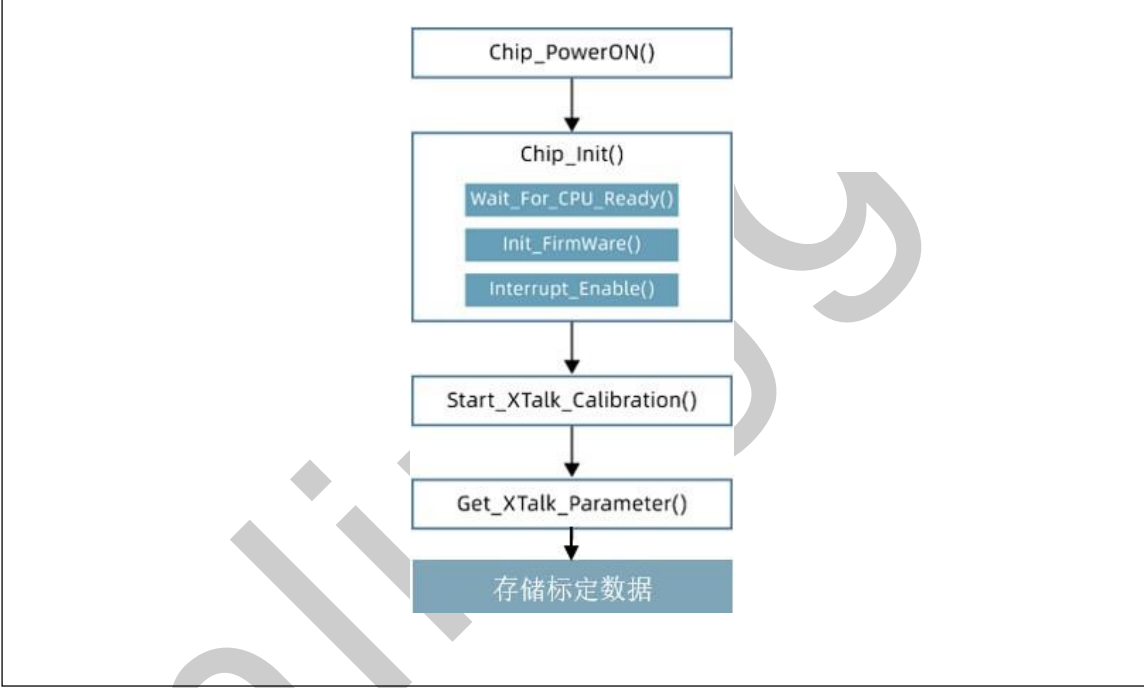 Chip_PowerON()
Chip_Init()
Wait_For_CPU_Ready()
Init_FirmWare()
Interrupt_Enable()
Start_XTalk_Calibration()
Get_XTalk_Parameter()
存储标定数据